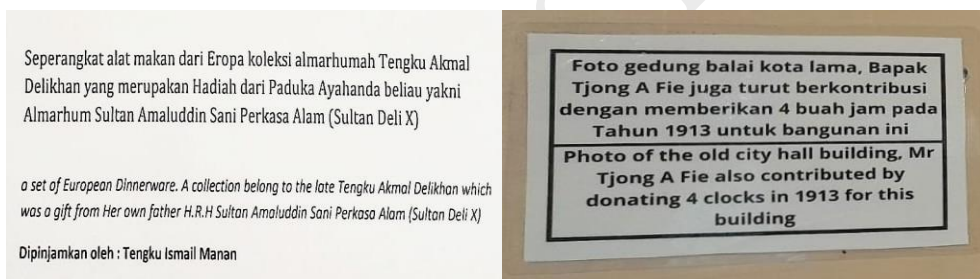 Seperangkat alat makan dari Eropa koleksi almarhumah Tengku Akmal
Delikhan yang merupakan Hadiah dari Paduka Ayahanda beliau yakni
Almarhum Sultan Amaluddin Sani Perkasa Alam (Sultan Deli X)
a set of European Dinnerware. A collection belong to the late Tengku Akmal Delikhan which
was a gift from Her own father H.R.H Sultan Amaluddin Sani Perkasa Alam (Sultan Deli X)
Dipinjamkan oleh : Tengku Ismail Manan
Foto gedung balai kota lama, Bapak
Tjong A Fie juga turut berkontribusi
dengan memberikan 4 buah jam pada
Tahun 1913 untuk bangunan ini
Photo of the old city hall building, Mr
Tjong A Fie also contributed by
donating 4 clocks in 1913 for this
building